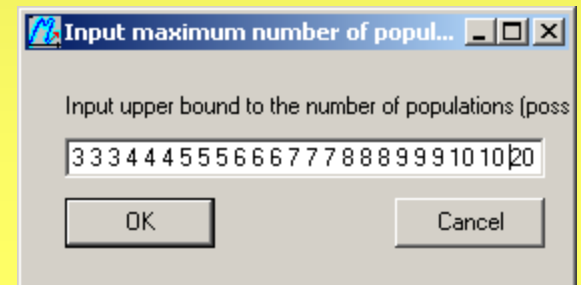 Input maximum number of popul...
Input upper bound to the number of populations (poss
3 3 3 4 4 4 5 5 5 6 6 6 7 7 7 8 8 8 9 9 9 10 10 20
OK
Cancel